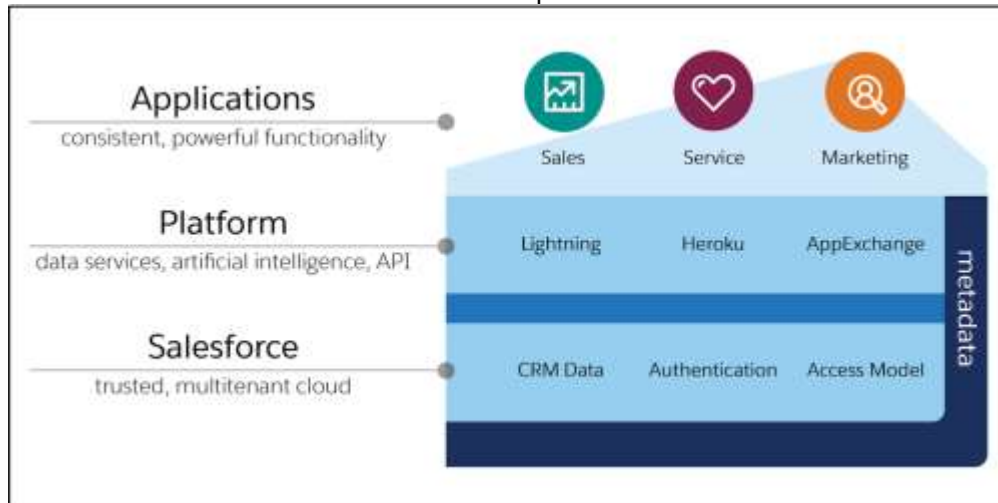 Applications
consistent, powerful functionality
Sales Service Marketing
Platform
data services, artificial intelligence, API
Lightning Heroku AppExchange
metadata
Salesforce
trusted, multitenant cloud
CRM Data Authentication Access Model